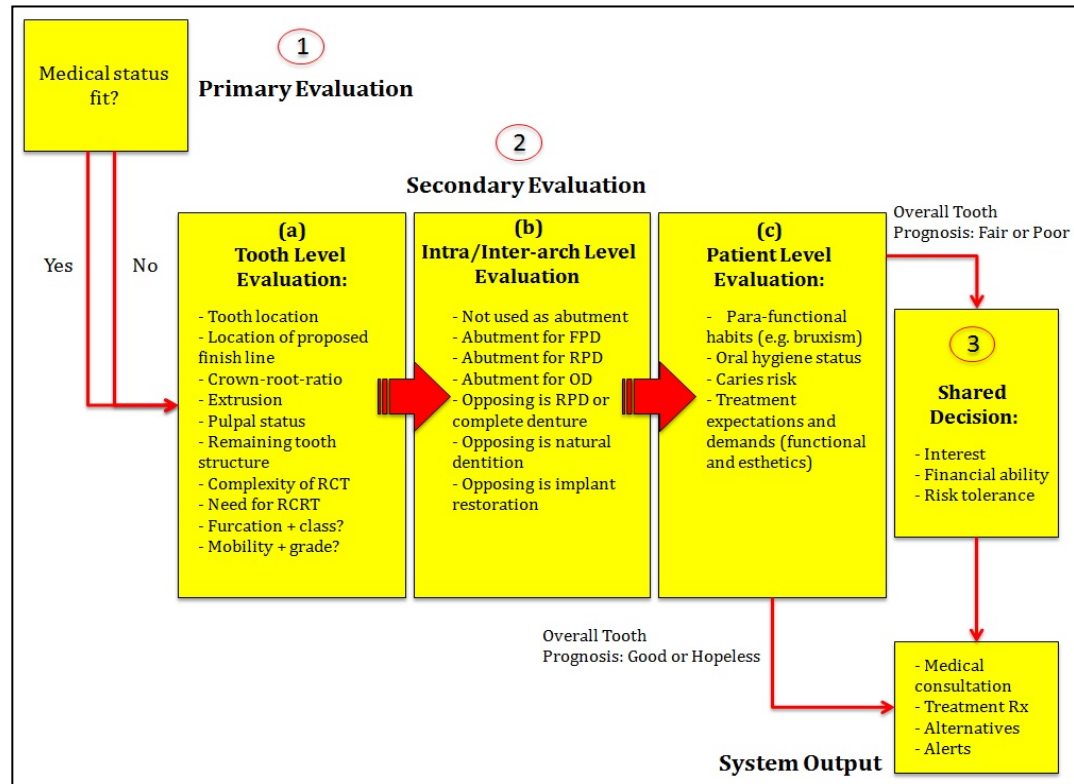 1
Medical status
fit?
Primary Evaluation
2
Secondary Evaluation
Yes
No
(a)
Tooth Level
Evaluation:
- Tooth location
- Location of proposed
finish line
- Crown-root-ratio
- Extrusion
- Pulpal status
- Remaining tooth
structure
- Complexity of RCT
- Need for RCRT
- Furcation + class?
- Mobility + grade?
(b)
Intra/Inter-arch Level
Evaluation
- Not used as abutment
- Abutment for FPD
- Abutment for RPD
- Abutment for OD
- Opposing is RPD or
complete denture
- Opposing is natural
dentition
- Opposing is implant
restoration
(c)
Patient Level
Evaluation:
- Para-functional
habits (e.g. bruxism)
- Oral hygiene status
- Caries risk
- Treatment
expectations and
demands (functional
and esthetics)
Overall Tooth
Prognosis: Fair or Poor
3
Shared
Decision:
- Interest
- Financial ability
- Risk tolerance
Overall Tooth
Prognosis: Good or Hopeless
- Medical
consultation
- Treatment Rx
- Alternatives
- Alerts
System Output